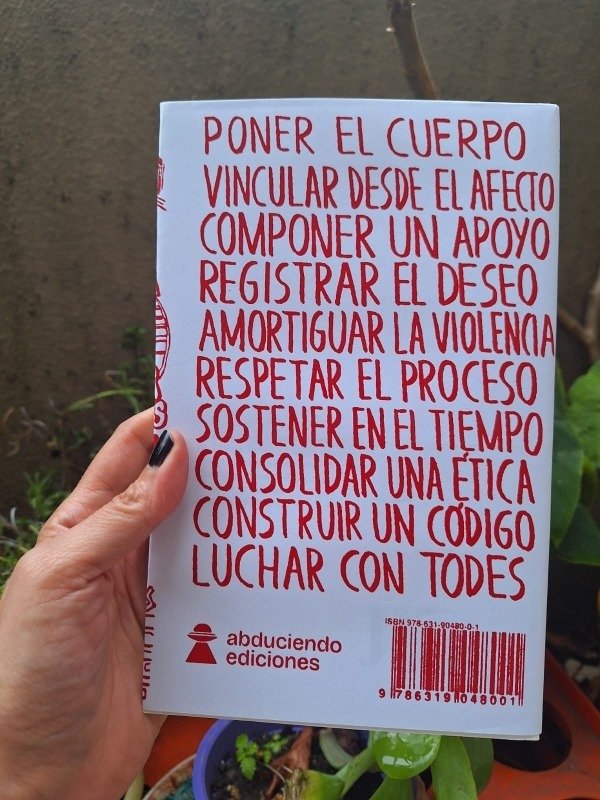 PONER EL CUERPO
VINCULAR DESDE EL AFECTO
COMPONER UN APOYO
REGISTRAR EL DESEO
AMORTIGUAR LA VIOLENCIA
RESPETAR EL PROCESO
SOSTENER EN EL TIEMPO
CONSOLIDAR UNA ÉTICA
CONSTRUIR UN CÓDIGO
LUCHAR CON TODES
abduciendo
ediciones
ISBN 978-631-90480-0-1
9 786319 048001